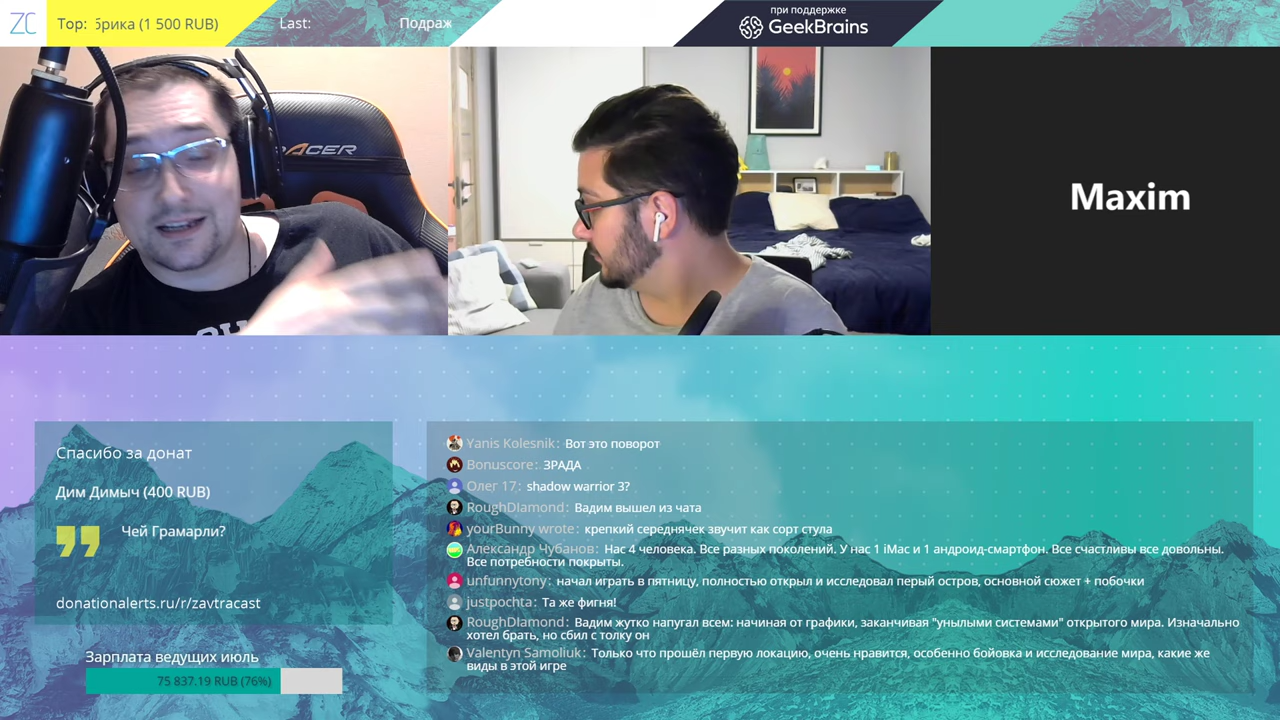 ZC
Top:
брика (1 500 RUB)
Last:
Подраж
при поддержке
GeekBrains
ACER
Maxim
Спасибо за донат
Дим Димыч (400 RUB)
Чей Грамарли?
donationalerts.ru/r/zavtracast
Зарплата ведущих июль
75 837.19 RUB (76%)
Yanis Kolesnik: Вот это поворот
Bonuscore: ЗРАДА
Олег 17: shadow warrior 3?
RoughDIamond: Вадим вышел из чата
yourBunny wrote: крепкий середнячек звучит как сорт стула
Александр Чубанов: Нас 4 человека. Все разных поколений. У нас 1 iMac и 1 андроид-смартфон. Все счастливы все довольны.
Все потребности покрыты.
unfunnytony: начал играть в пятницу, полностью открыл и исследовал перый остров, основной сюжет + побочки
justpochta: Та же фигня!
RoughDIamond: Вадим жутко напугал всем: начиная от графики, заканчивая "унылыми системами" открытого мира. Изначально
хотел брать, но сбил с толку он
Valentyn Samoliuk: Только что прошёл первую локацию, очень нравится, особенно бойовка и исследование мира, какие же
виды в этой игре